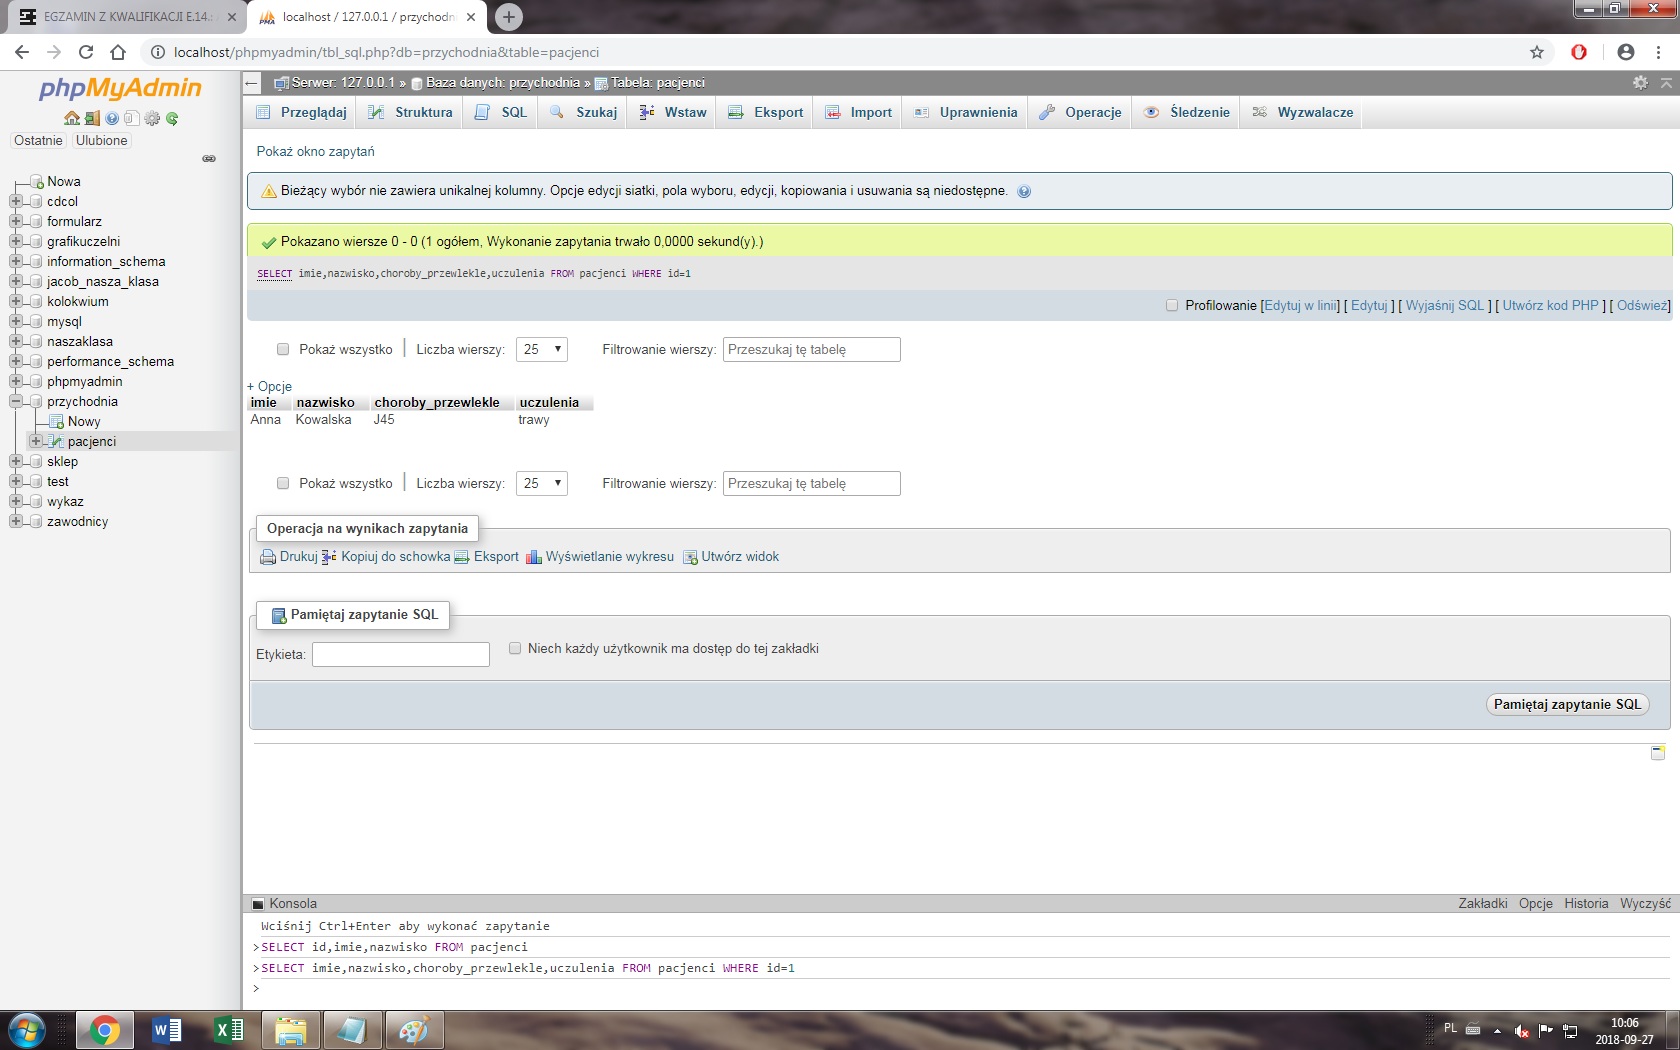 EGZAMIN Z KWALIFIKACJI E.14.
localhost / 127.0.0.1 / przychodni
localhost/phpmyadmin/tbl_sql.php?db=przychodnia&table=pacjenci
phpMyAdmin
Ostatnie Ulubione
Nowa
cdcol
formularz
grafikuczelni
information_schema
jacob_nasza_klasa
kolokwium
mysql
naszaklasa
performance_schema
phpmyadmin
przychodnia
Nowy
pacjenci
sklep
test
wykaz
zawodnicy
Serwer: 127.0.0.1 » Baza danych: przychodnia » Tabela: pacjenci
Przeglądaj Struktura SQL Szukaj Wstaw Eksport Import Uprawnienia Operacje Śledzenie Wyzwalacze
Pokaż okno zapytań
Bieżący wybór nie zawiera unikalnej kolumny. Opcje edycji siatki, pola wyboru, edycji, kopiowania i usuwania są niedostępne.
Pokazano wiersze 0 - 0 (1 ogółem, Wykonanie zapytania trwało 0,0000 sekund(y).)
SELECT imie,nazwisko,choroby_przewlekle,uczulenia FROM pacjenci WHERE id=1
Profilowanie [Edytuj w linii] [ Edytuj ] [ Wyjaśnij SQL ] [ Utwórz kod PHP ] [ Odśwież]
Pokaż wszystko Liczba wierszy: 25 Filtrowanie wierszy: Przeszukaj tę tabelę
+ Opcje
imie nazwisko choroby_przewlekle uczulenia
Anna Kowalska J45 trawy
Pokaż wszystko Liczba wierszy: 25 Filtrowanie wierszy: Przeszukaj tę tabelę
Operacja na wynikach zapytania
Drukuj Kopiuj do schowka Eksport Wyświetlanie wykresu Utwórz widok
Pamiętaj zapytanie SQL
Etykieta: Niech każdy użytkownik ma dostęp do tej zakładki
Pamiętaj zapytanie SQL
Konsola Zakładki Opcje Historia Wyczyść
Wciśnij Ctrl+Enter aby wykonać zapytanie
>SELECT id,imie,nazwisko FROM pacjenci
>SELECT imie,nazwisko,choroby_przewlekle,uczulenia FROM pacjenci WHERE id=1
>
PL 10:06
2018-09-27